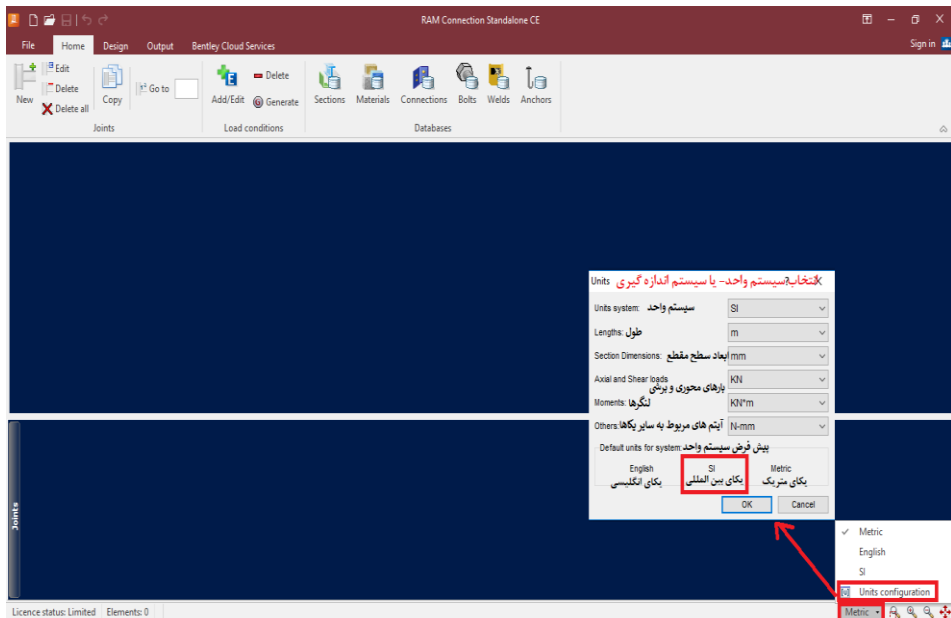 RAM Connection Standalone CE
File Home Design Output Bentley Cloud Services Sign in
New Edit Delete Delete all Copy Go to
Add/Edit Delete Generate
Sections Materials Connections Bolts Welds Anchors
Joints Load conditions Databases
Units انتخاب سیستم واحد- یا سیستم اندازه گیری
Units system: سیستم واحد SI
Lengths: طول m
Section Dimensions: ابعاد سطح مقطع mm
Axial and Shear loads بارهای محوری و برشی KN
Moments: لنگرها KN*m
Others: آیتم های مربوط به سایر یکاها N-mm
Default units for system: پیش فرض سیستم واحد
English SI Metric
یکای انگلیسی یکای بین المللی یکای متریک
OK Cancel
Joints
Metric
English
SI
Units configuration
Licence status: Limited Elements: 0 Metric